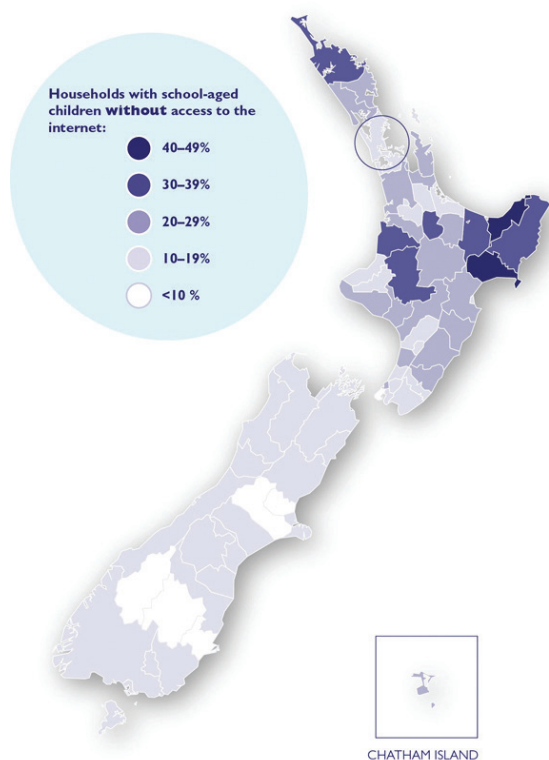 Households with school-aged
children without access to the
internet:
40–49%
30–39%
20–29%
10–19%
<10 %
CHATHAM ISLAND